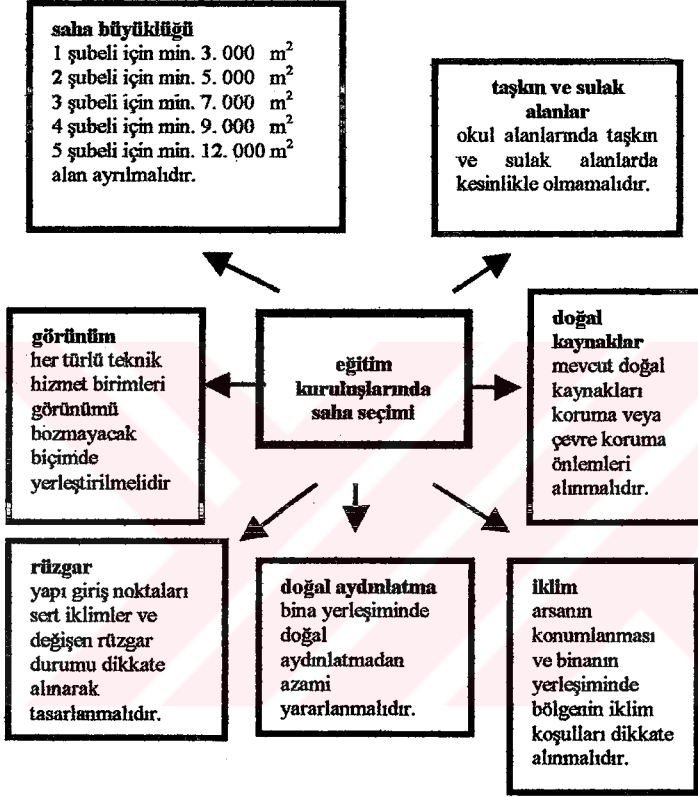 saha büyüklüğü
1 şubeli için min. 3. 000 m²
2 şubeli için min. 5. 000 m²
3 şubeli için min. 7. 000 m²
4 şubeli için min. 9. 000 m²
5 şubeli için min. 12. 000 m²
alan ayrılmalıdır.
taşkın ve sulak
alanlar
okul alanlarında taşkın
ve sulak alanlarda
kesinlikle olmamalıdır.
görünüm
her türlü teknik
hizmet birimleri
görünümü
bozmayacak
biçimde
yerleştirilmelidir
eğitim
kuruluşlarında
saha seçimi
doğal
kaynaklar
mevcut doğal
kaynakları
koruma veya
çevre koruma
önlemleri
alınmalıdır.
rüzgar
yapı giriş noktaları
sert iklimler ve
değişen rüzgar
durumu dikkate
alınarak
tasarlanmalıdır.
doğal aydınlatma
bina yerleşiminde
doğal
aydınlatmadan
azami
yararlanmalıdır.
iklim
arsanın
konumlanması
ve binanın
yerleşiminde
bölgenin iklim
koşulları dikkate
alınmalıdır.